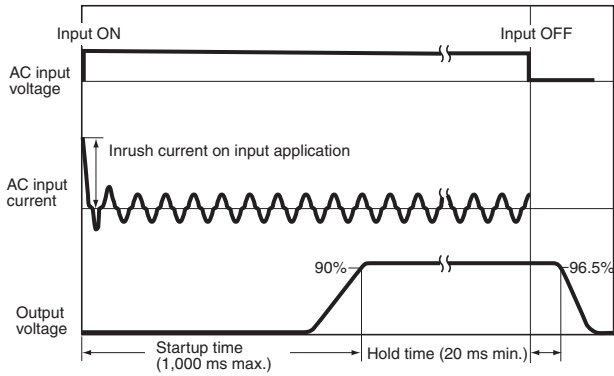 Input ON
Input OFF
AC input
voltage
Inrush current on input application
AC input
current
90%
96.5%
Output
voltage
Startup time
(1,000 ms max.)
Hold time (20 ms min.)